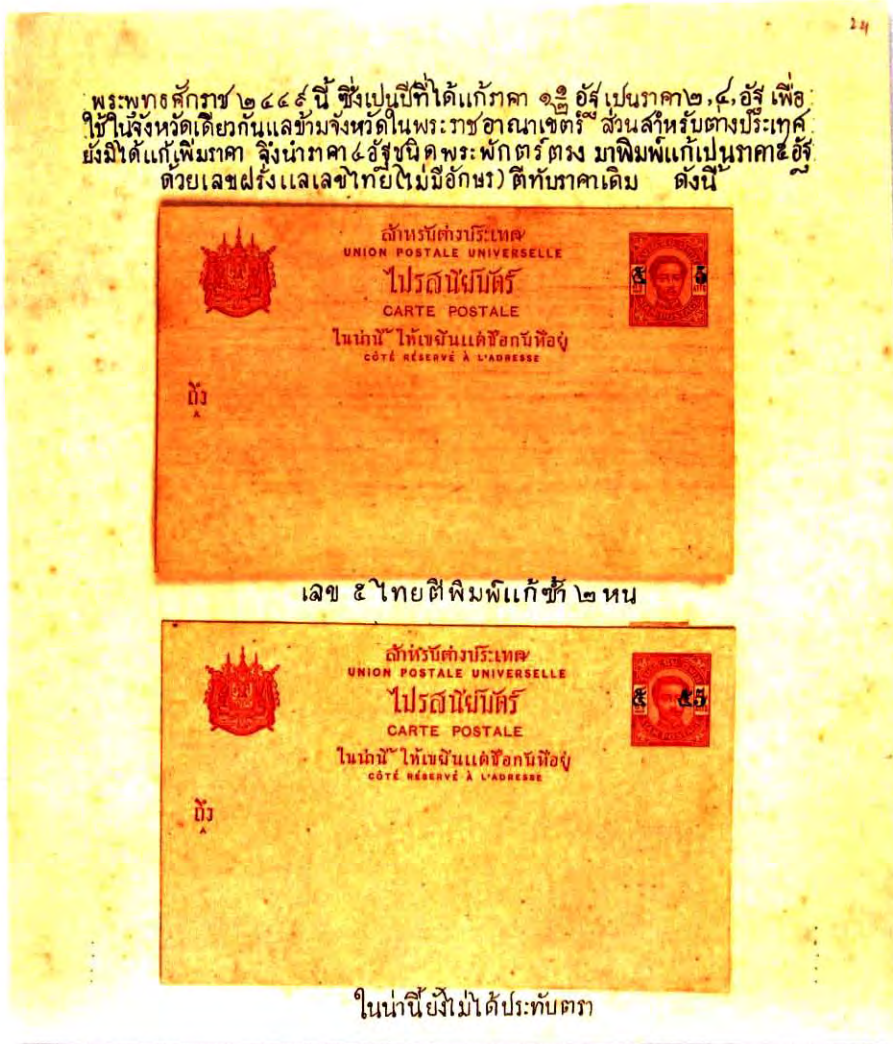 24
พระพุทธศักราช ๒๔๔๙ นี้ ซึ่งเปนปีที่ได้แก้ราคา ๑ ๑/๒ อัฐ เปนราคา ๒,๔, อัฐ เพื่อ
ใช้ในจังหวัดเดียวกันแลข้ามจังหวัดในพระราชอาณาเขตร์ ส่วนสำหรับต่างประเทศ
ยังมิได้แก้เพิ่มราคา จึงนำราคา ๔ อัฐชนิดพระพักตร์ตรง มาพิมพ์แก้เปนราคา ๕ อัฐ
ด้วยเลขฝรั่งแลเลขไทย (ไม่มีอักษร) ตีทับราคาเดิม ดังนี้
สำหรับต่างประเทศ
UNION POSTALE UNIVERSELLE
ไปรสนียบัตร์
CARTE POSTALE
ในน่านี้ ให้เขียนแต่ชื่อกับที่อยู่
CÔTÉ RÉSERVÉ À L'ADRESSE
๕ 5
ถึง
A
เลข ๕ ไทยตีพิมพ์แก้ซ้ำ ๒ หน
สำหรับต่างประเทศ
UNION POSTALE UNIVERSELLE
ไปรสนียบัตร์
CARTE POSTALE
ในน่านี้ ให้เขียนแต่ชื่อกับที่อยู่
CÔTÉ RÉSERVÉ À L'ADRESSE
๕ ๕5
ถึง
A
ในน่านี้ยังไม่ได้ประทับตรา